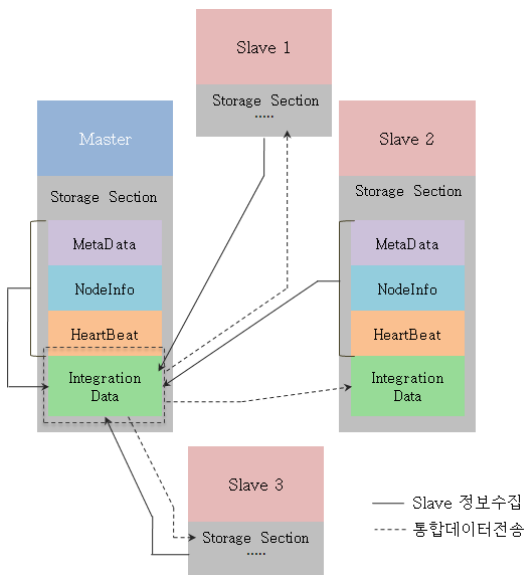 Slave 1
Storage Section
.....
Master
Storage Section
MetaData
NodeInfo
HeartBeat
Integration
Data
Slave 2
Storage Section
.....
MetaData
NodeInfo
HeartBeat
Integration
Data
Slave 3
Storage Section
.....
Slave 정보수집
통합데이터전송